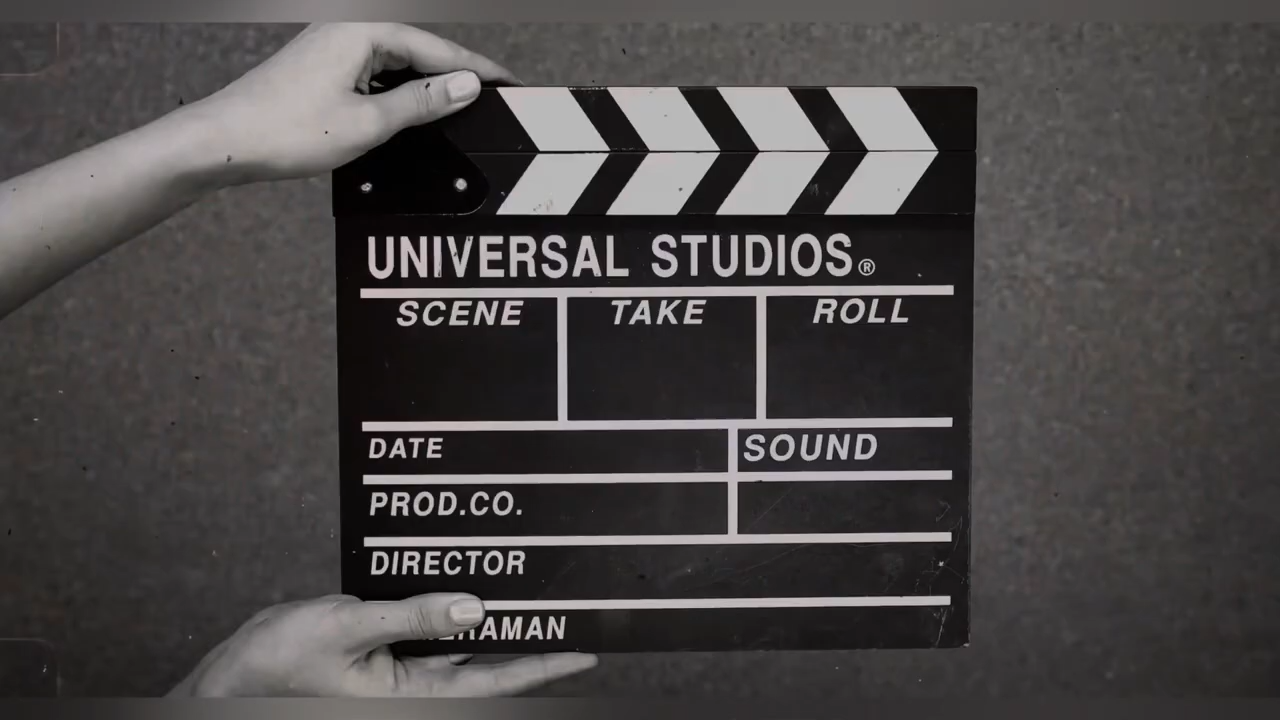 UNIVERSAL STUDIOS®
SCENE TAKE ROLL
DATE SOUND
PROD.CO.
DIRECTOR